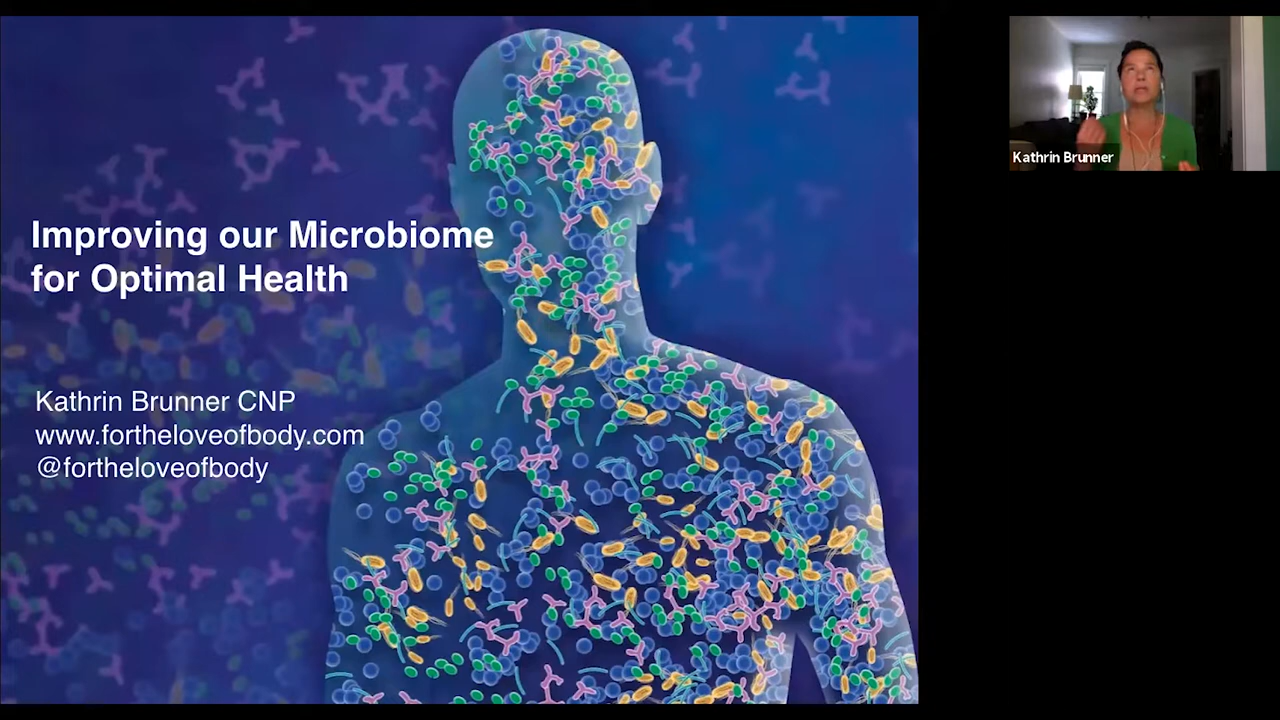 Improving our Microbiome
for Optimal Health
Kathrin Brunner CNP
www.fortheloveofbody.com
@fortheloveofbody
Kathrin Brunner